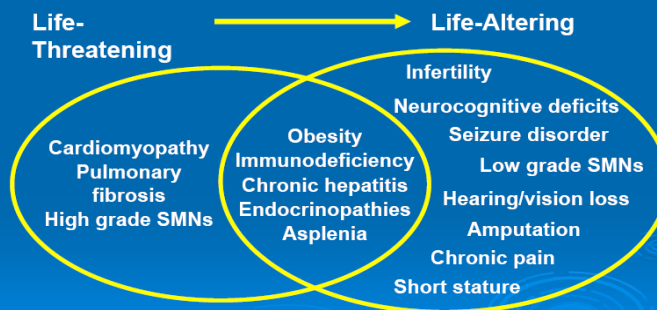 Life-
Threatening
Life-Altering
Cardiomyopathy
Pulmonary
fibrosis
High grade SMNs
Obesity
Immunodeficiency
Chronic hepatitis
Endocrinopathies
Asplenia
Infertility
Neurocognitive deficits
Seizure disorder
Low grade SMNs
Hearing/vision loss
Amputation
Chronic pain
Short stature